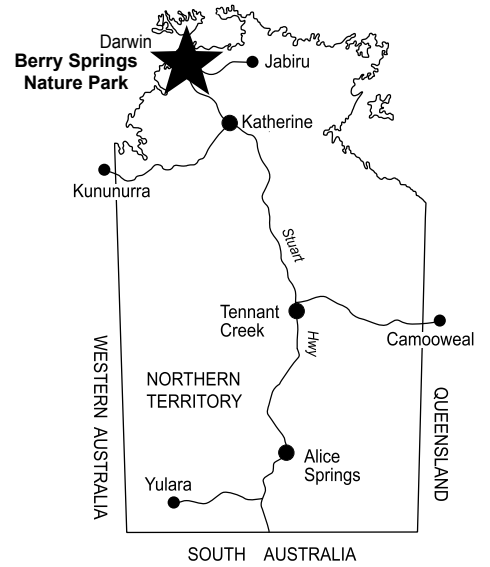 Darwin
Berry Springs
Nature Park
Jabiru
Katherine
Kununurra
Stuart
Tennant
Creek
Hwy
Camooweal
WESTERN AUSTRALIA
NORTHERN
TERRITORY
QUEENSLAND
Alice
Springs
Yulara
SOUTH AUSTRALIA